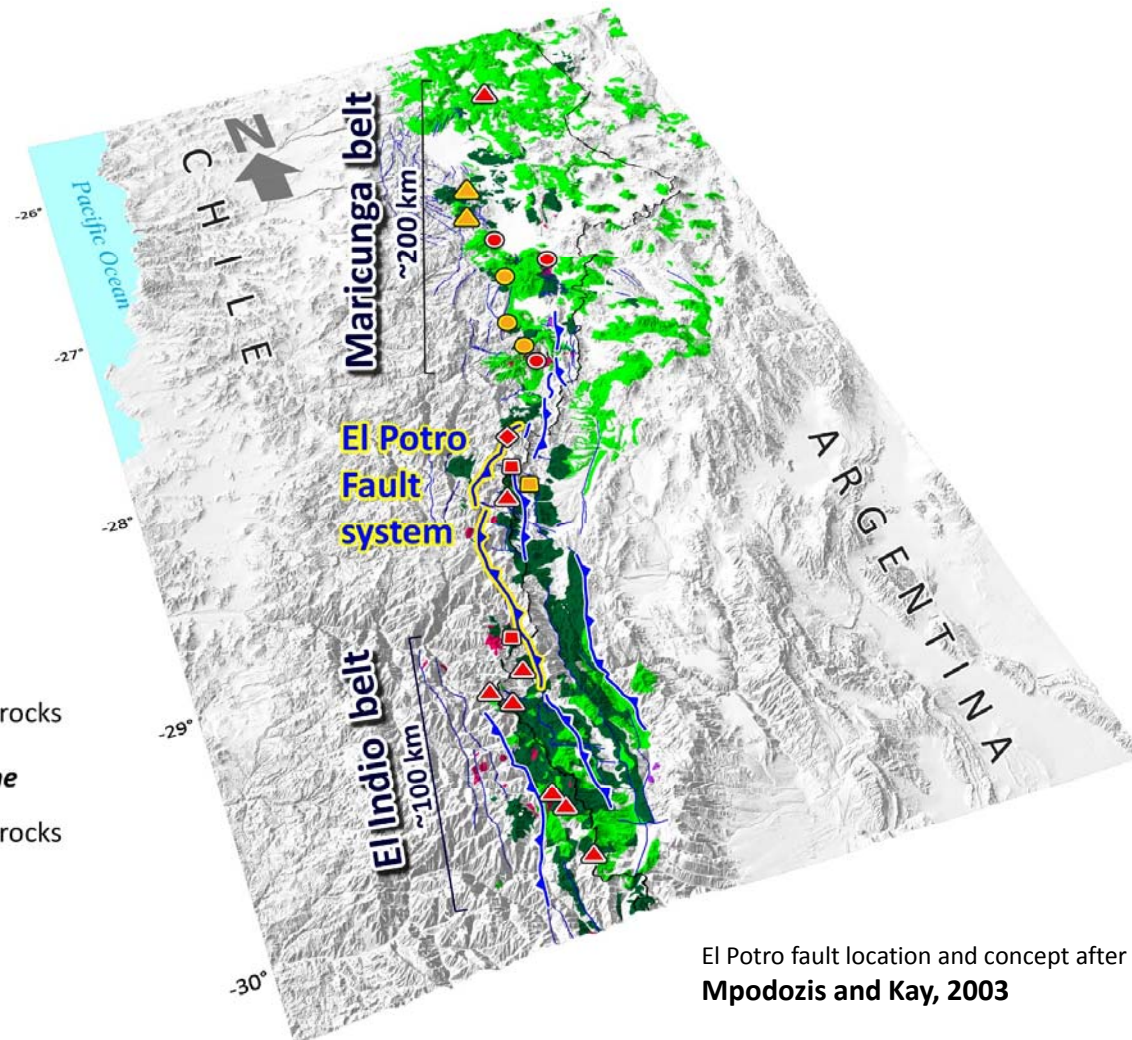 N
CHILE
Pacific Ocean
-26°
-27°
-28°
-29°
-30°
Maricunga belt
~200 km
El Potro
Fault
system
ARGENTINA
El Indio belt
~100 km
rocks
rocks
El Potro fault location and concept after
Mpodozis and Kay, 2003